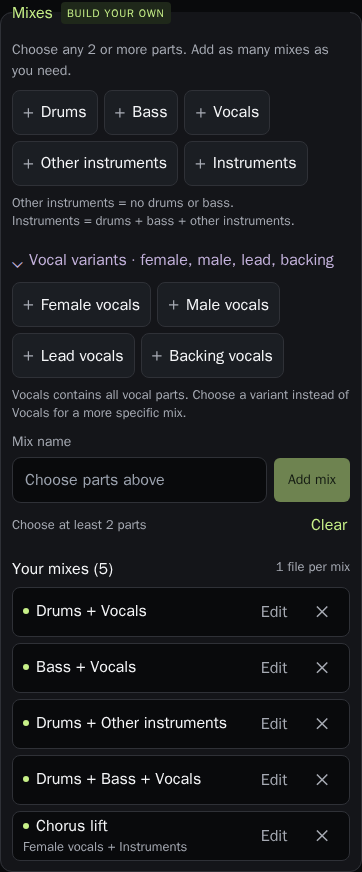 Mixes BUILD YOUR OWN
Choose any 2 or more parts. Add as many mixes as
you need.
+ Drums + Bass + Vocals
+ Other instruments + Instruments
Other instruments = no drums or bass.
Instruments = drums + bass + other instruments.
Vocal variants · female, male, lead, backing
+ Female vocals + Male vocals
+ Lead vocals + Backing vocals
Vocals contains all vocal parts. Choose a variant instead of
Vocals for a more specific mix.
Mix name
Choose parts above Add mix
Choose at least 2 parts Clear
Your mixes (5) 1 file per mix
Drums + Vocals Edit ×
Bass + Vocals Edit ×
Drums + Other instruments Edit ×
Drums + Bass + Vocals Edit ×
Chorus lift Edit ×
Female vocals + Instruments